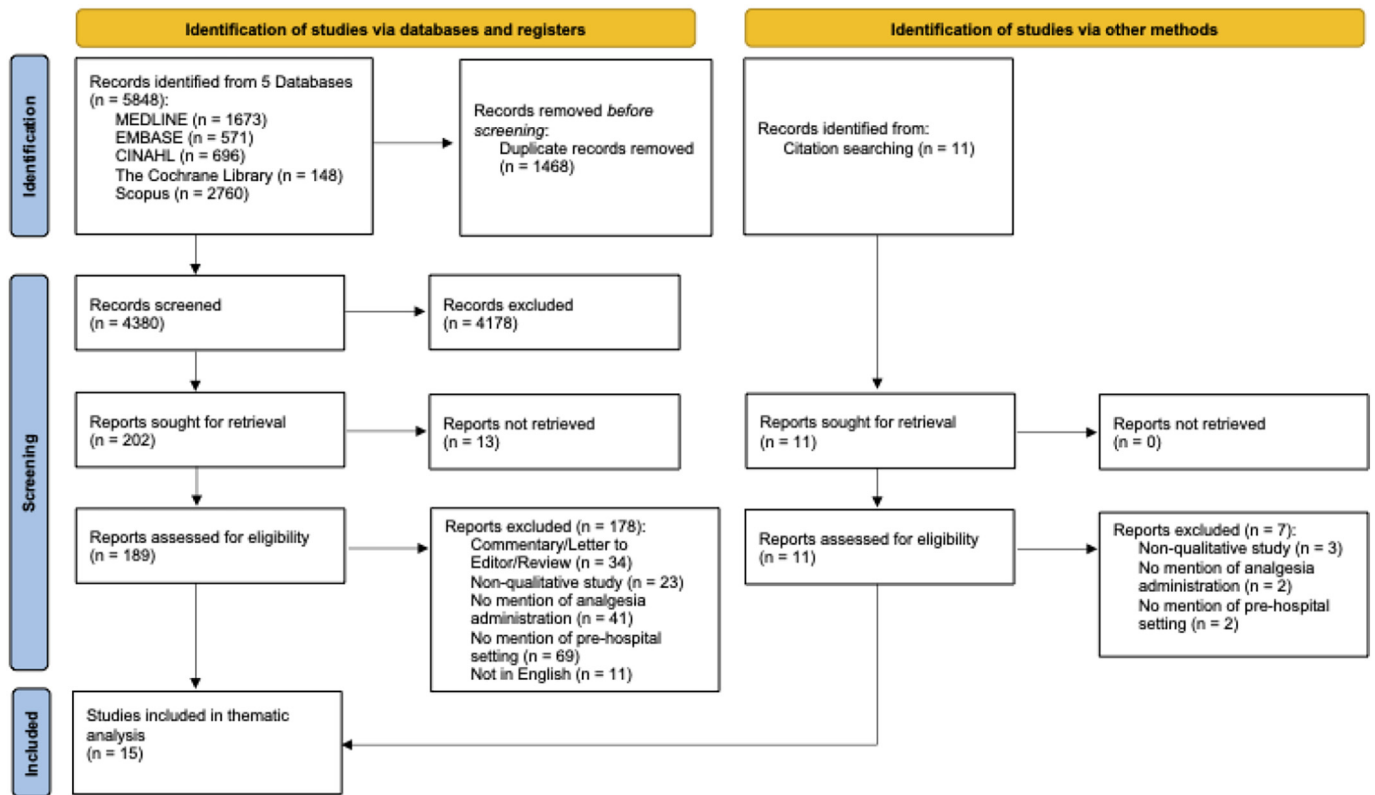 Identification of studies via databases and registers
Identification of studies via other methods
Identification
Records identified from 5 Databases
(n = 5848):
MEDLINE (n = 1673)
EMBASE (n = 571)
CINAHL (n = 696)
The Cochrane Library (n = 148)
Scopus (n = 2760)
Records removed before
screening:
Duplicate records removed
(n = 1468)
Records identified from:
Citation searching (n = 11)
Screening
Records screened
(n = 4380)
Records excluded
(n = 4178)
Reports sought for retrieval
(n = 202)
Reports not retrieved
(n = 13)
Reports sought for retrieval
(n = 11)
Reports not retrieved
(n = 0)
Reports assessed for eligibility
(n = 189)
Reports excluded (n = 178):
Commentary/Letter to
Editor/Review (n = 34)
Non-qualitative study (n = 23)
No mention of analgesia
administration (n = 41)
No mention of pre-hospital
setting (n = 69)
Not in English (n = 11)
Reports assessed for eligibility
(n = 11)
Reports excluded (n = 7):
Non-qualitative study (n = 3)
No mention of analgesia
administration (n = 2)
No mention of pre-hospital
setting (n = 2)
Included
Studies included in thematic
analysis
(n = 15)